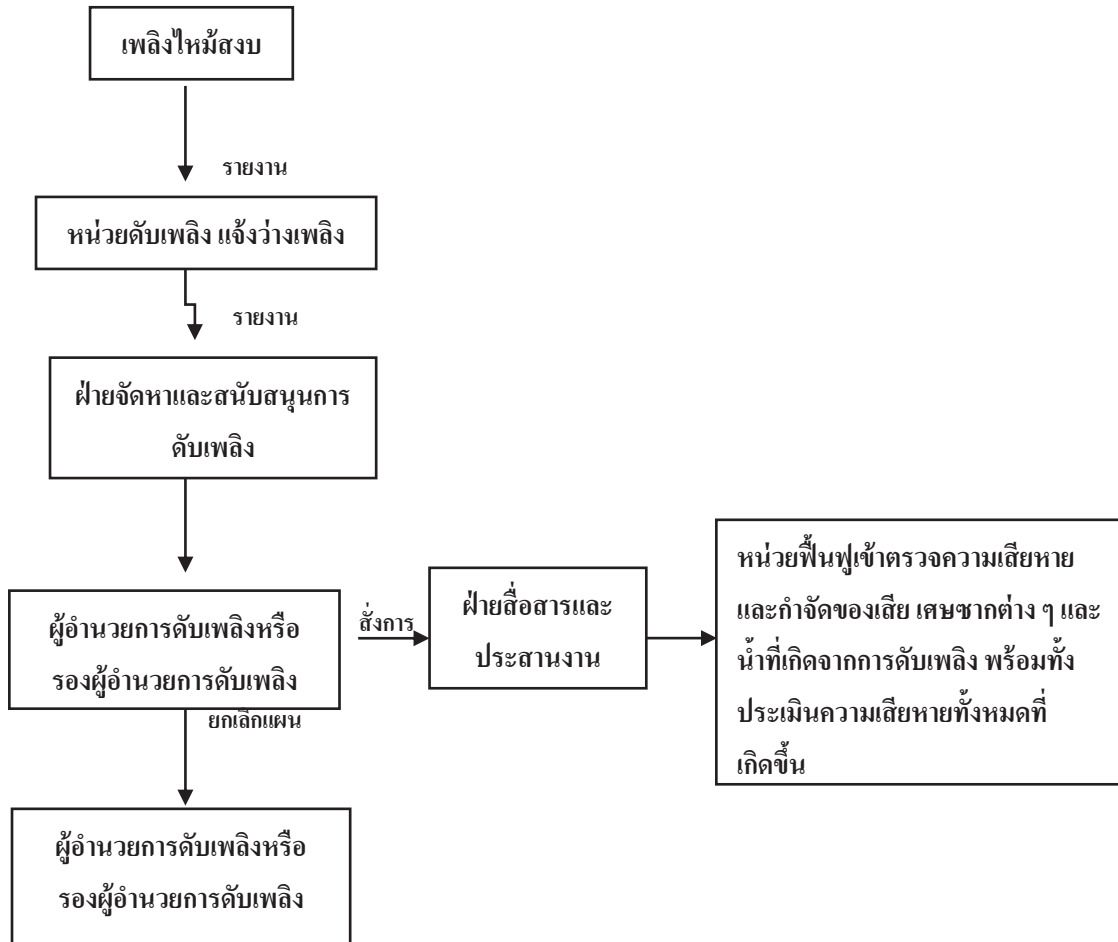 เพลิงไหม้สงบ
รายงาน
หน่วยดับเพลิง แจ้งว่างเพลิง
รายงาน
ฝ่ายจัดหาและสนับสนุนการ
ดับเพลิง
ผู้อำนวยการดับเพลิงหรือ
รองผู้อำนวยการดับเพลิง
สั่งการ
ฝ่ายสื่อสารและ
ประสานงาน
หน่วยฟื้นฟูเข้าตรวจความเสียหาย
และกำจัดของเสีย เศษซากต่าง ๆ และ
น้ำที่เกิดจากการดับเพลิง พร้อมทั้ง
ประเมินความเสียหายทั้งหมดที่
เกิดขึ้น
ยกเลิกแผน
ผู้อำนวยการดับเพลิงหรือ
รองผู้อำนวยการดับเพลิง